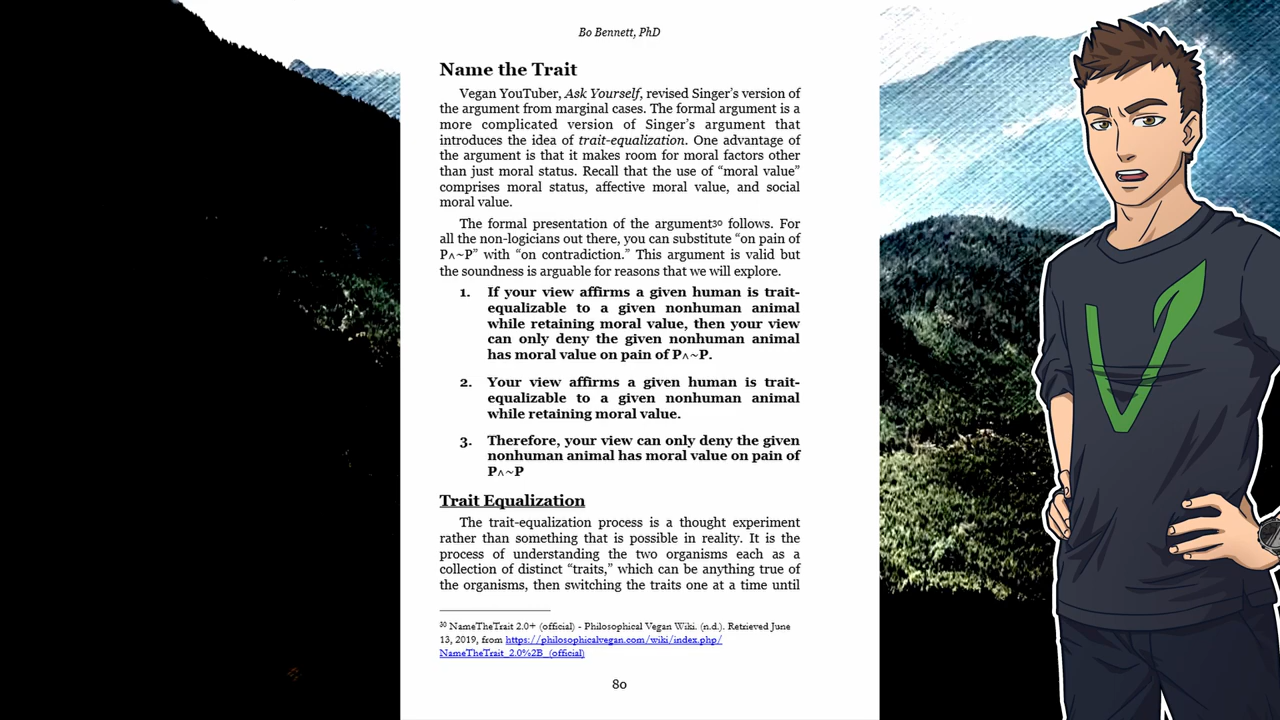 Bo Bennett, PhD
Name the Trait
Vegan YouTuber, Ask Yourself, revised Singer's version of
the argument from marginal cases. The formal argument is a
more complicated version of Singer's argument that
introduces the idea of trait-equalization. One advantage of
the argument is that it makes room for moral factors other
than just moral status. Recall that the use of “moral value”
comprises moral status, affective moral value, and social
moral value.
The formal presentation of the argument30 follows. For
all the non-logicians out there, you can substitute “on pain of
P∧~P” with “on contradiction.” This argument is valid but
the soundness is arguable for reasons that we will explore.
1. If your view affirms a given human is trait-
equalizable to a given nonhuman animal
while retaining moral value, then your view
can only deny the given nonhuman animal
has moral value on pain of P∧~P.
2. Your view affirms a given human is trait-
equalizable to a given nonhuman animal
while retaining moral value.
3. Therefore, your view can only deny the given
nonhuman animal has moral value on pain of
P∧~P
Trait Equalization
The trait-equalization process is a thought experiment
rather than something that is possible in reality. It is the
process of understanding the two organisms each as a
collection of distinct “traits,” which can be anything true of
the organisms, then switching the traits one at a time until
30 NameTheTrait 2.0+ (official) - Philosophical Vegan Wiki. (n.d.). Retrieved June
13, 2019, from https://philosophicalvegan.com/wiki/index.php/
NameTheTrait_2.0%2B_(official)
80